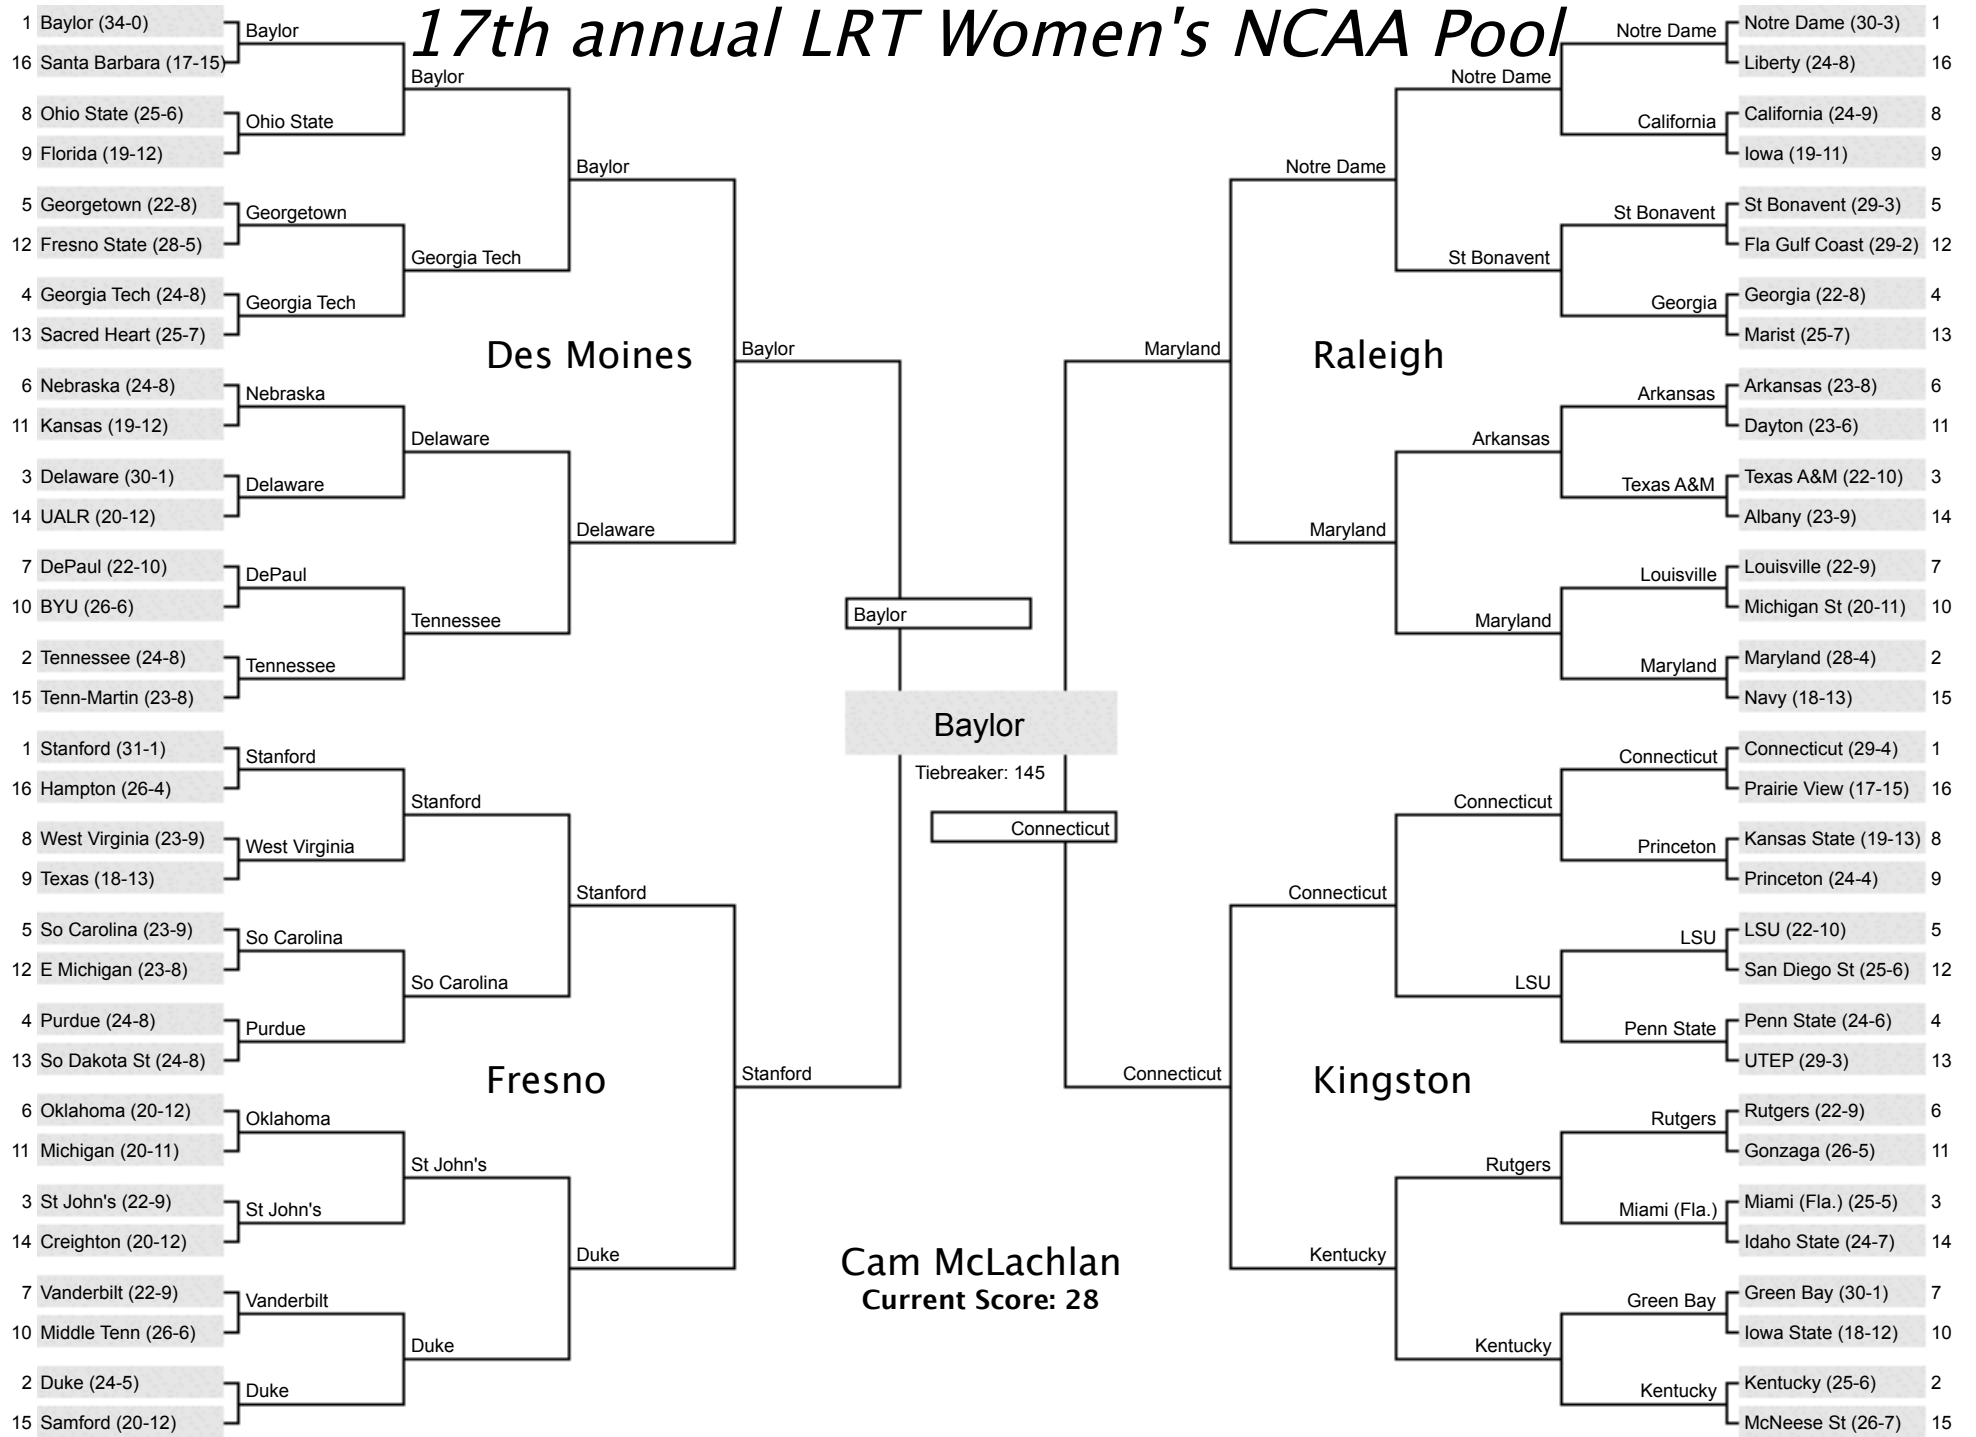 17th annual LRT Women's NCAA Pool
1 Baylor (34-0)
16 Santa Barbara (17-15)
8 Ohio State (25-6)
9 Florida (19-12)
5 Georgetown (22-8)
12 Fresno State (28-5)
4 Georgia Tech (24-8)
13 Sacred Heart (25-7)
6 Nebraska (24-8)
11 Kansas (19-12)
3 Delaware (30-1)
14 UALR (20-12)
7 DePaul (22-10)
10 BYU (26-6)
2 Tennessee (24-8)
15 Tenn-Martin (23-8)
1 Stanford (31-1)
16 Hampton (26-4)
8 West Virginia (23-9)
9 Texas (18-13)
5 So Carolina (23-9)
12 E Michigan (23-8)
4 Purdue (24-8)
13 So Dakota St (24-8)
6 Oklahoma (20-12)
11 Michigan (20-11)
3 St John's (22-9)
14 Creighton (20-12)
7 Vanderbilt (22-9)
10 Middle Tenn (26-6)
2 Duke (24-5)
15 Samford (20-12)
Baylor
Ohio State
Georgetown
Georgia Tech
Nebraska
Delaware
DePaul
Tennessee
Stanford
West Virginia
So Carolina
Purdue
Oklahoma
St John's
Vanderbilt
Duke
Baylor
Georgia Tech
Delaware
Tennessee
Stanford
So Carolina
St John's
Duke
Baylor
Delaware
Stanford
Duke
Des Moines
Fresno
Baylor
Stanford
Baylor
Baylor
Tiebreaker: 145
Connecticut
Cam McLachlan
Current Score: 28
Maryland
Connecticut
Raleigh
Kingston
Notre Dame
Maryland
Connecticut
Kentucky
Notre Dame
St Bonavent
Arkansas
Maryland
Connecticut
LSU
Rutgers
Kentucky
Notre Dame
California
St Bonavent
Georgia
Arkansas
Texas A&M
Louisville
Maryland
Connecticut
Princeton
LSU
Penn State
Rutgers
Miami (Fla.)
Green Bay
Kentucky
Notre Dame (30-3) 1
Liberty (24-8) 16
California (24-9) 8
Iowa (19-11) 9
St Bonavent (29-3) 5
Fla Gulf Coast (29-2) 12
Georgia (22-8) 4
Marist (25-7) 13
Arkansas (23-8) 6
Dayton (23-6) 11
Texas A&M (22-10) 3
Albany (23-9) 14
Louisville (22-9) 7
Michigan St (20-11) 10
Maryland (28-4) 2
Navy (18-13) 15
Connecticut (29-4) 1
Prairie View (17-15) 16
Kansas State (19-13) 8
Princeton (24-4) 9
LSU (22-10) 5
San Diego St (25-6) 12
Penn State (24-6) 4
UTEP (29-3) 13
Rutgers (22-9) 6
Gonzaga (26-5) 11
Miami (Fla.) (25-5) 3
Idaho State (24-7) 14
Green Bay (30-1) 7
Iowa State (18-12) 10
Kentucky (25-6) 2
McNeese St (26-7) 15